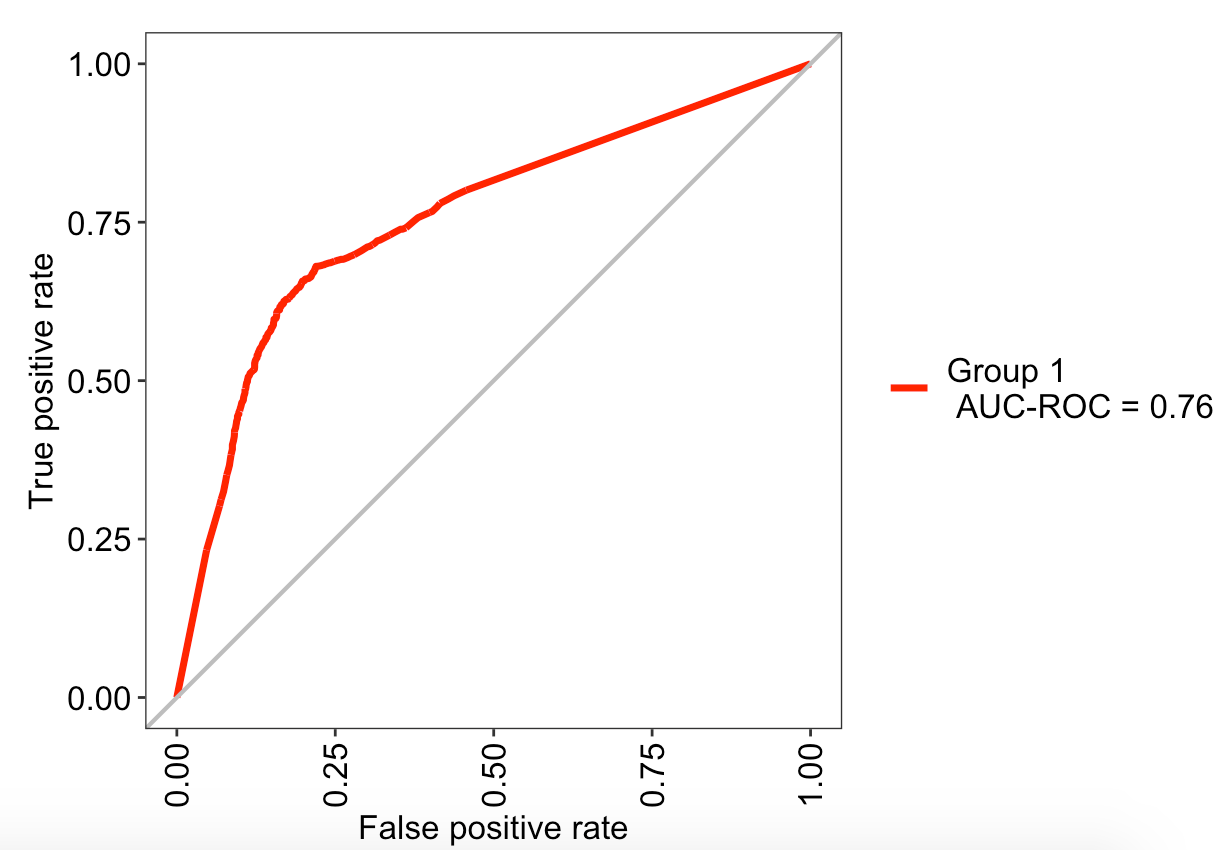 1.00
0.75
0.50
0.25
0.00
True positive rate
0.00
0.25
0.50
0.75
1.00
False positive rate
Group 1
AUC-ROC = 0.76